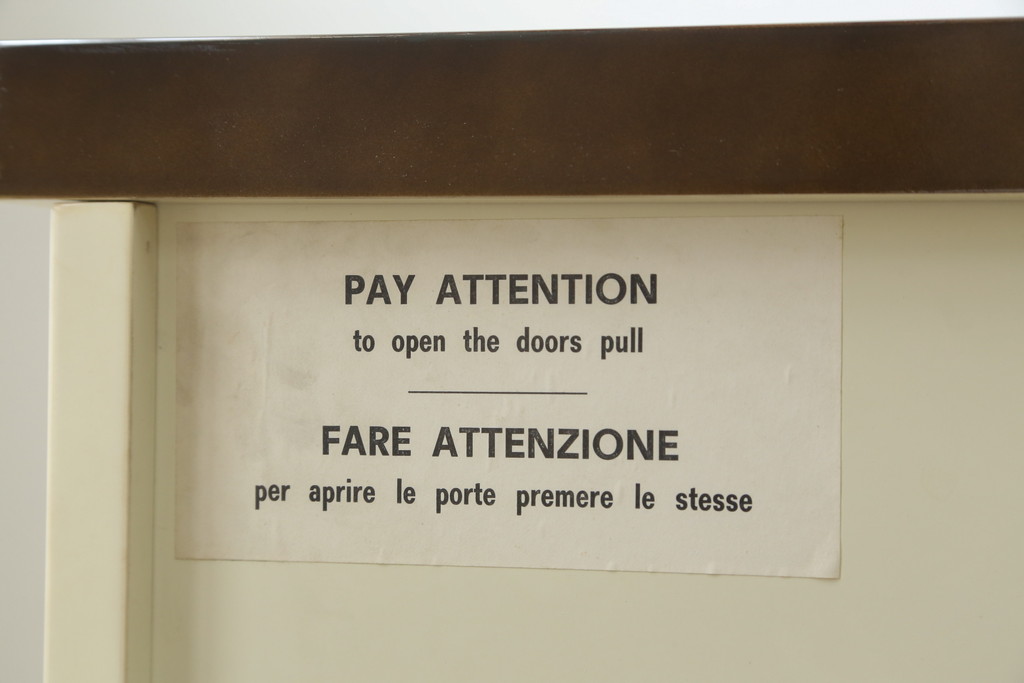 PAY ATTENTION
to open the doors pull
FARE ATTENZIONE
per aprire le porte premere le stesse